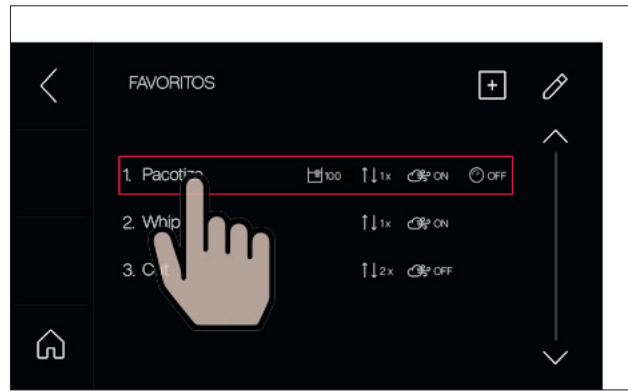 FAVORITOS
1. Pacotize 100 1x ON OFF
2. Whip 1x ON
3. Cut 2x OFF